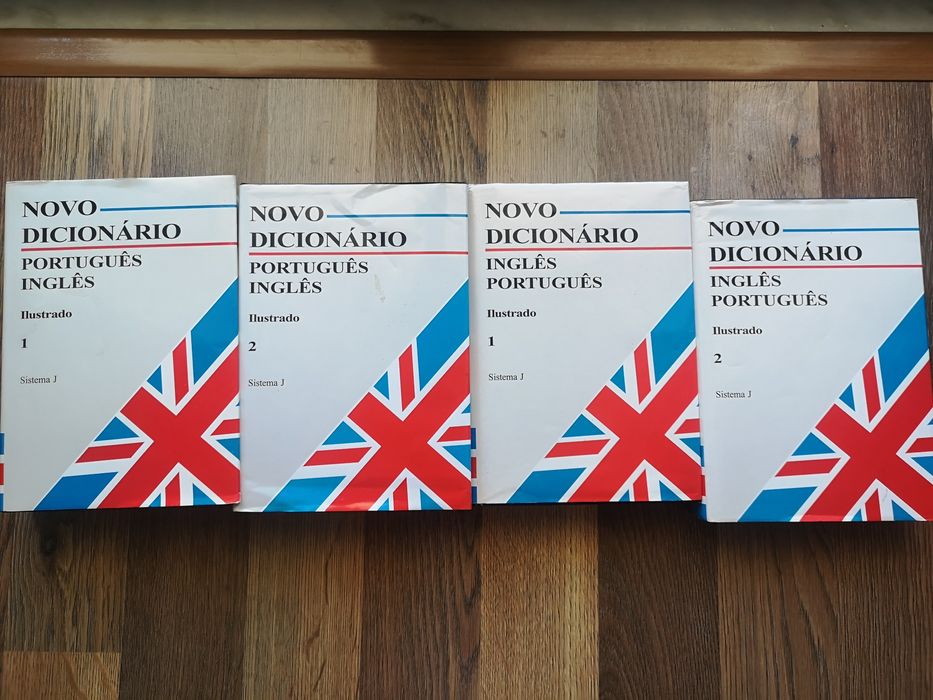 NOVO
DICIONÁRIO
PORTUGUÊS
INGLÊS
Ilustrado
1
Sistema J
NOVO
DICIONÁRIO
PORTUGUÊS
INGLÊS
Ilustrado
2
Sistema J
NOVO
DICIONÁRIO
INGLÊS
PORTUGUÊS
Ilustrado
1
Sistema J
NOVO
DICIONÁRIO
INGLÊS
PORTUGUÊS
Ilustrado
2
Sistema J